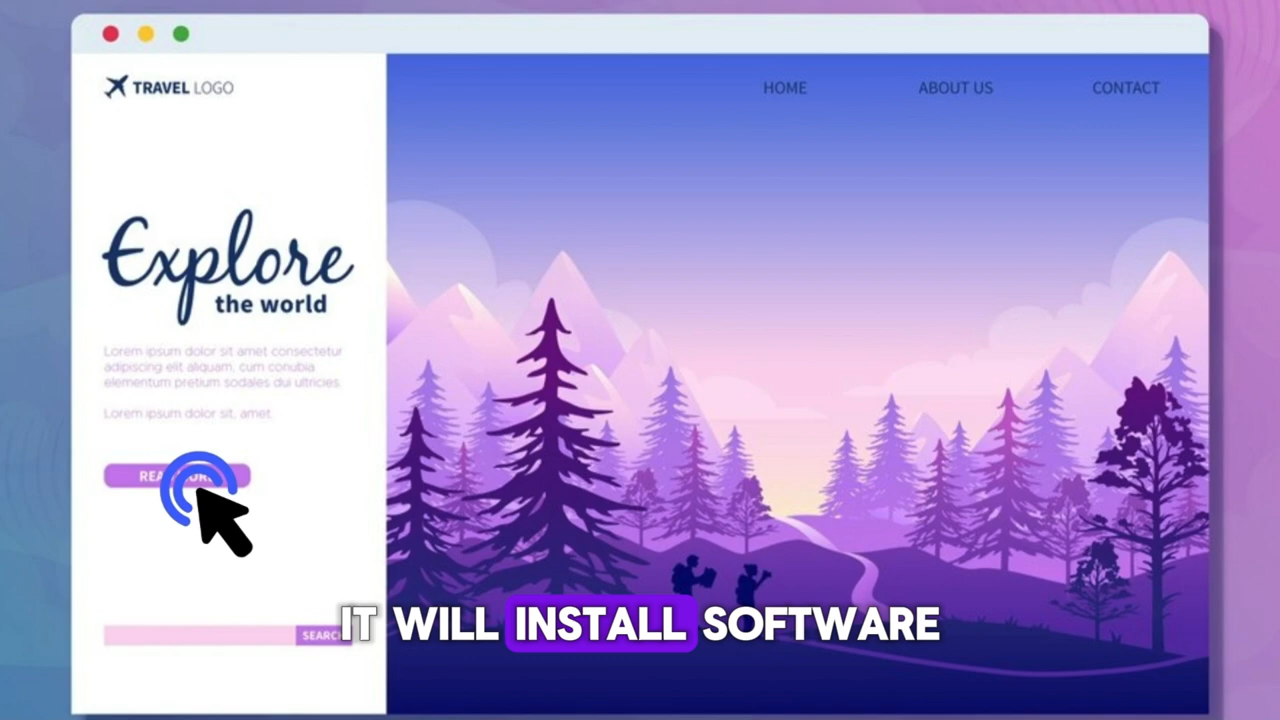 TRAVEL LOGO
HOME ABOUT US CONTACT
Explore
the world
Lorem ipsum dolor sit amet consectetur
adipiscing elit aliquam, cum conubia
elementum pretium sodales dui ultricies.
Lorem ipsum dolor sit, amet.
IT WILL INSTALL SOFTWARE
SEARCH